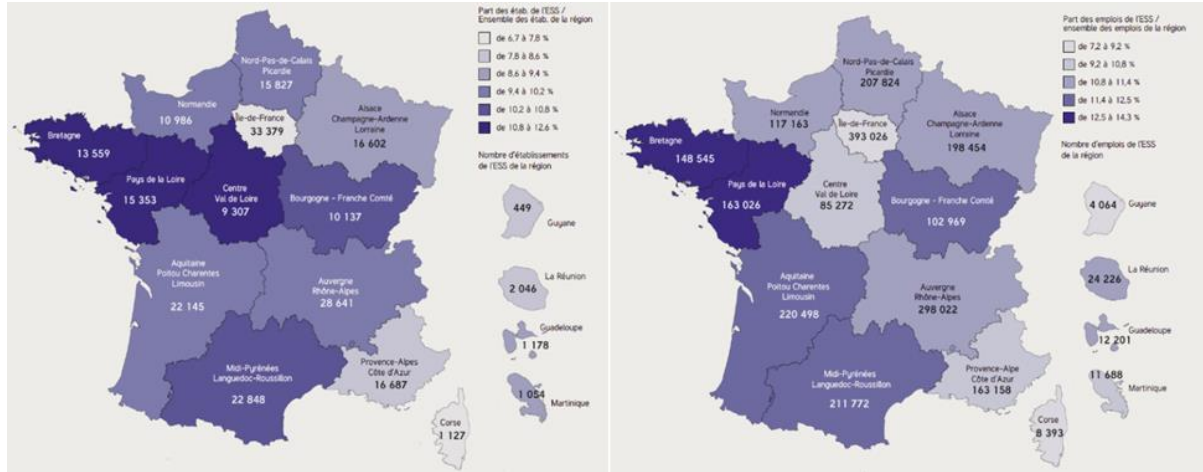 Part des étab. de l'ESS /
Ensemble des étab. de la région
de 6,7 à 7,8 %
de 7,8 à 8,6 %
de 8,6 à 9,4 %
de 9,4 à 10,2 %
de 10,2 à 10,8 %
de 10,8 à 12,6 %
Nombre d'établissements
de l'ESS de la région
449
Guyane
La Réunion
2 046
Guadeloupe
1 178
1 054
Martinique
Nord-Pas-de-Calais
Picardie
15 827
Normandie
10 986
Île-de-France
33 379
Alsace
Champagne-Ardenne
Lorraine
16 602
Bretagne
13 559
Pays de la Loire
15 353
Centre
Val de Loire
9 307
Bourgogne - Franche Comté
10 137
Aquitaine
Poitou Charentes
Limousin
22 145
Auvergne
Rhône-Alpes
28 641
Midi-Pyrénées
Languedoc-Roussillon
22 848
Provence-Alpes
Côte d'Azur
16 687
Corse
1 127
Part des emplois de l'ESS /
ensemble des emplois de la région
de 7,2 à 9,2 %
de 9,2 à 10,8 %
de 10,8 à 11,4 %
de 11,4 à 12,5 %
de 12,5 à 14,3 %
Nombre d'emplois de l'ESS
de la région
4 064
Guyane
La Réunion
24 226
Guadeloupe
12 201
11 688
Martinique
Nord-Pas-de-Calais
Picardie
207 824
Normandie
117 163
Île-de-France
393 026
Alsace
Champagne-Ardenne
Lorraine
198 454
Bretagne
148 545
Pays de la Loire
163 026
Centre
Val de Loire
85 272
Bourgogne - Franche Comté
102 969
Aquitaine
Poitou Charentes
Limousin
220 498
Auvergne
Rhône-Alpes
298 022
Midi-Pyrénées
Languedoc-Roussillon
211 772
Provence-Alpe
Côte d'Azur
163 158
Corse
8 393